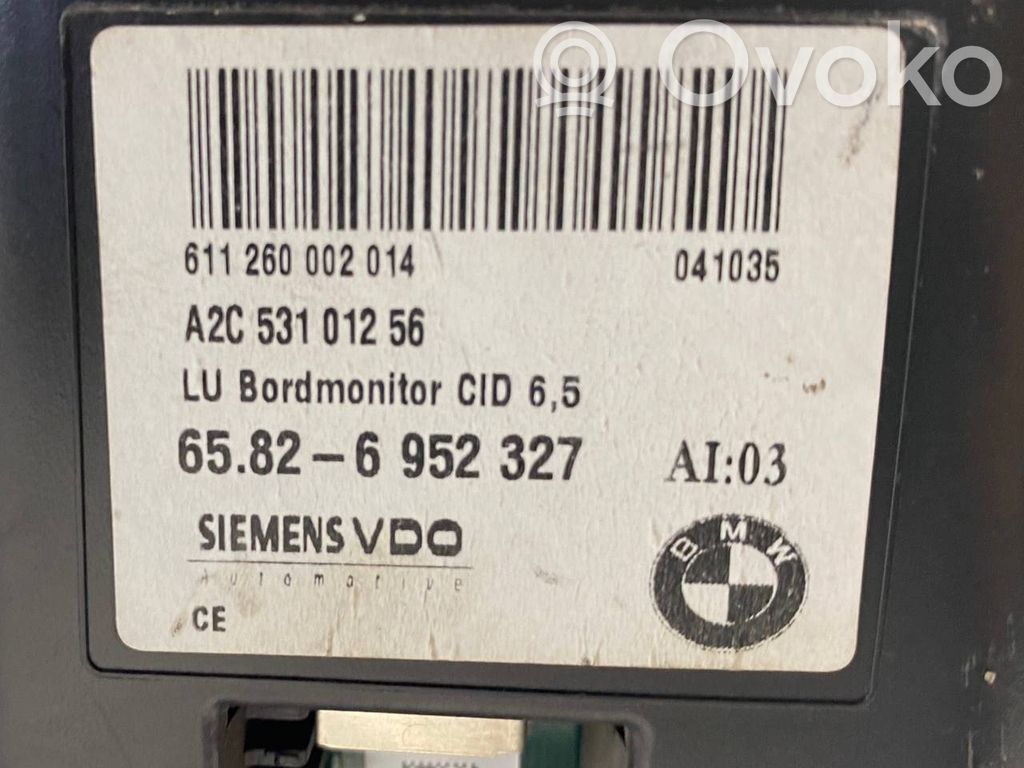 Ovoko
611 260 002 014 041035
A2C 531 012 56
LU Bordmonitor CID 6,5
65.82-6 952 327 AI:03
SIEMENS VDO
Automotive
BMW
CE